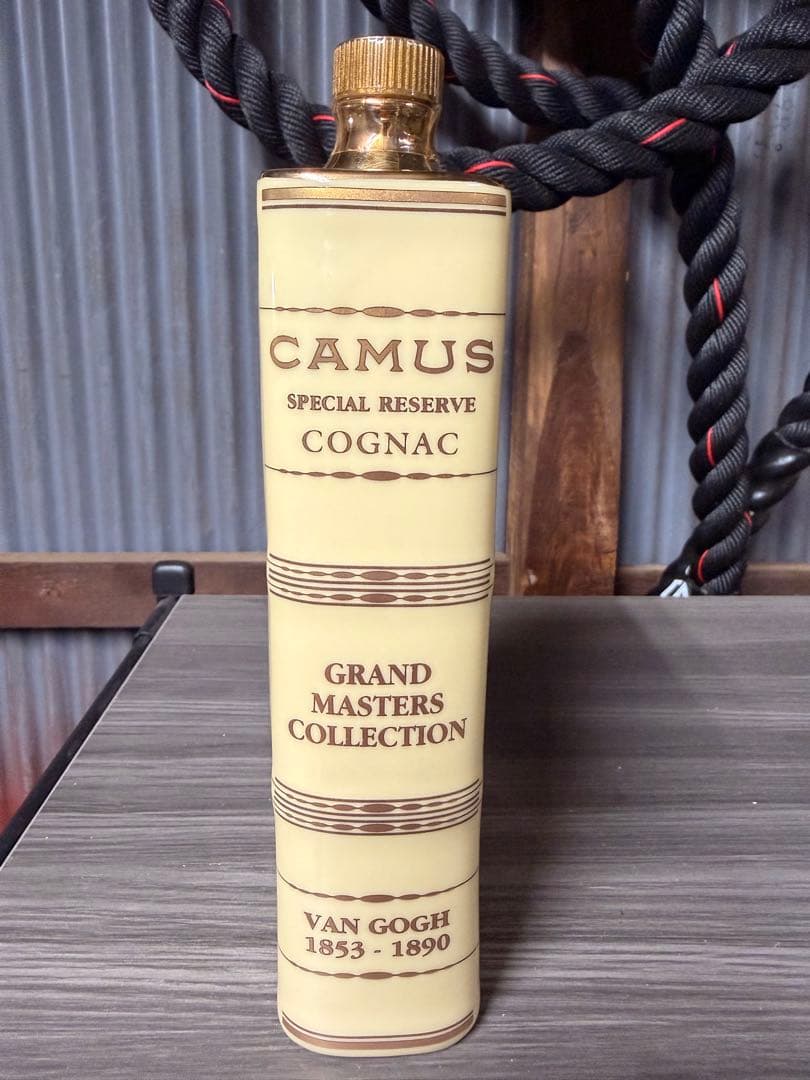 CAMUS
SPECIAL RESERVE
COGNAC
GRAND
MASTERS
COLLECTION
VAN GOGH
1853 - 1890